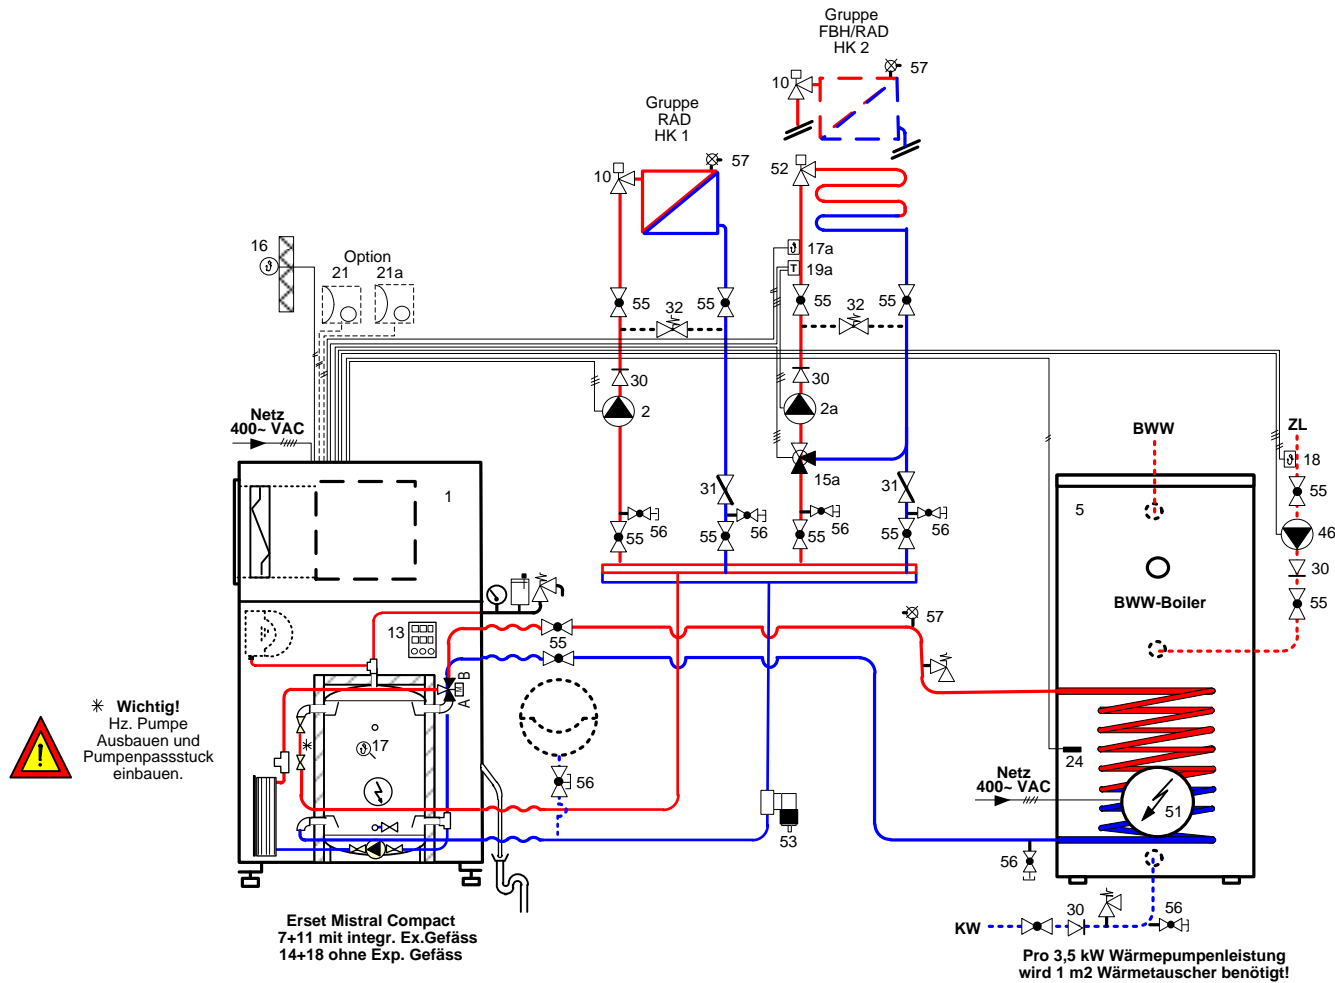 Gruppe
FBH/RAD
HK 2
57
10
Gruppe
RAD
HK 1
57
10
52
16
Option
21
21a
17a
19a
T
55
55
55
55
32
32
30
30
2
2a
Netz
400~ VAC
BWW
ZL
18
15a
31
31
55
1
5
46
56
56
56
56
55
55
55
55
30
BWW-Boiler
55
57
13
55
B
M
A
* Wichtig!
Hz. Pumpe
Ausbauen und
Pumpenpassstuck
einbauen.
!
*
17
24
Netz
400~ VAC
56
51
53
56
56
30
KW
Erset Mistral Compact
7+11 mit integr. Ex.Gefäss
14+18 ohne Exp. Gefäss
Pro 3,5 kW Wärmepumpenleistung
wird 1 m2 Wärmetauscher benötigt!